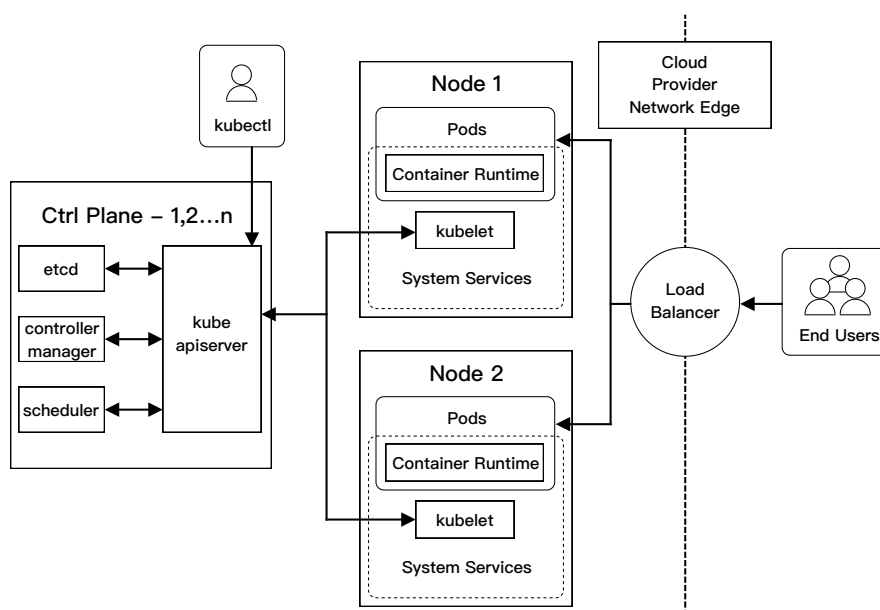 kubectl
Ctrl Plane – 1,2...n
etcd
controller
manager
scheduler
kube
apiserver
Node 1
Pods
Container Runtime
kubelet
System Services
Node 2
Pods
Container Runtime
kubelet
System Services
Cloud
Provider
Network Edge
Load
Balancer
End Users